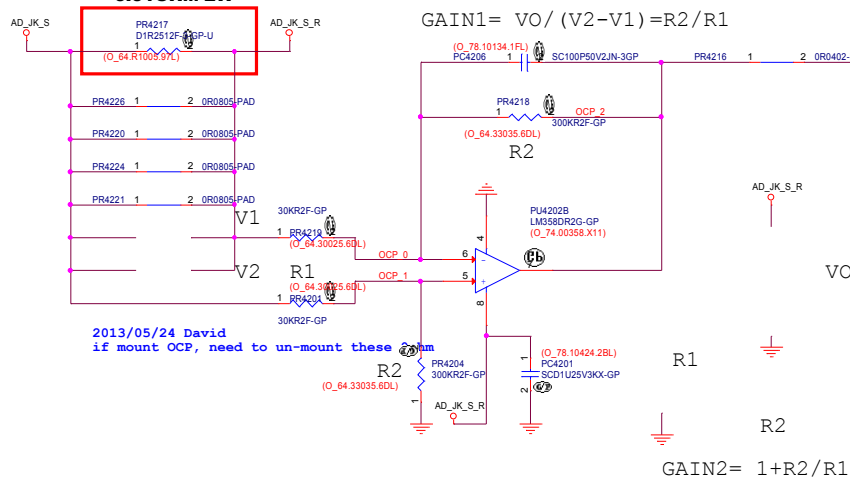 GAIN1= VO/(V2-V1)=R2/R1
AD_JK_S
PR4217
D1R2512F-
GP-U
1
(O_64.R1005.97L)
AD_JK_S_R
PR4226 1 2 0R0805-PAD
PR4220 1 2 0R0805-PAD
PR4224 1 2 0R0805-PAD
PR4221 1 2 0R0805-PAD
(O_78.10134.1FL)
PC4206 1 SC100P50V2JN-3GP
PR4216 1 2 0R0402-
PR4218
1 OCP_2
300KR2F-GP
(O_64.33035.6DL)
R2
AD_JK_S_R
V1
30KR2F-GP
1
PR4219
(O_64.30025.6DL)
OCP_0
V2
R1
OCP_1
1
PR4201
30KR2F-GP
PU4202B
LM358DR2G-GP
(O_74.00358.X11)
4
6
-
5
+
8
VO
2013/05/24 David
if mount OCP, need to un-mount these
R2
PR4204
300KR2F-GP
(O_64.33035.6DL)
1
AD_JK_S_R
(O_78.10424.2BL)
1
PC4201
SCD1U25V3KX-GP
2
R1
R2
GAIN2= 1+R2/R1